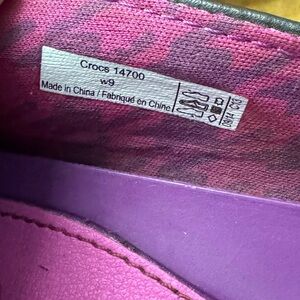 Crocs 14700
w9
Made in China / Fabriqué en Chine